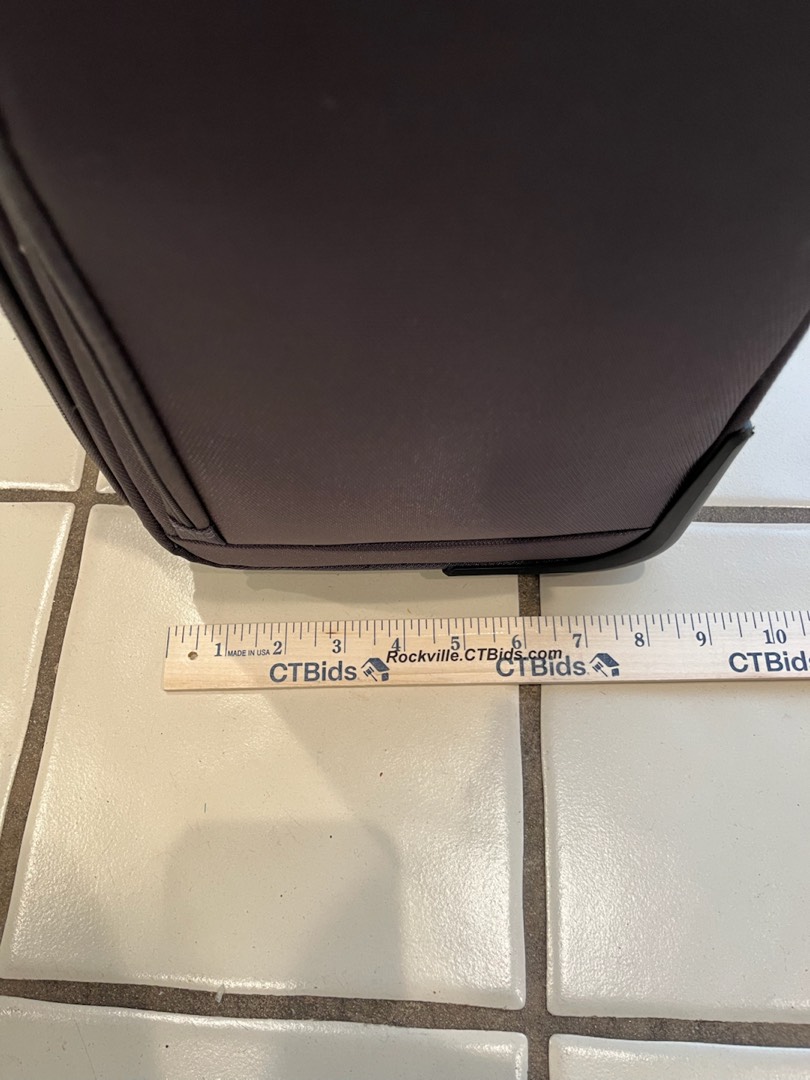 1 2 3 4 5 6 7 8 9 10
MADE IN USA
Rockville.CTBids.com
CTBids CTBids CTBids